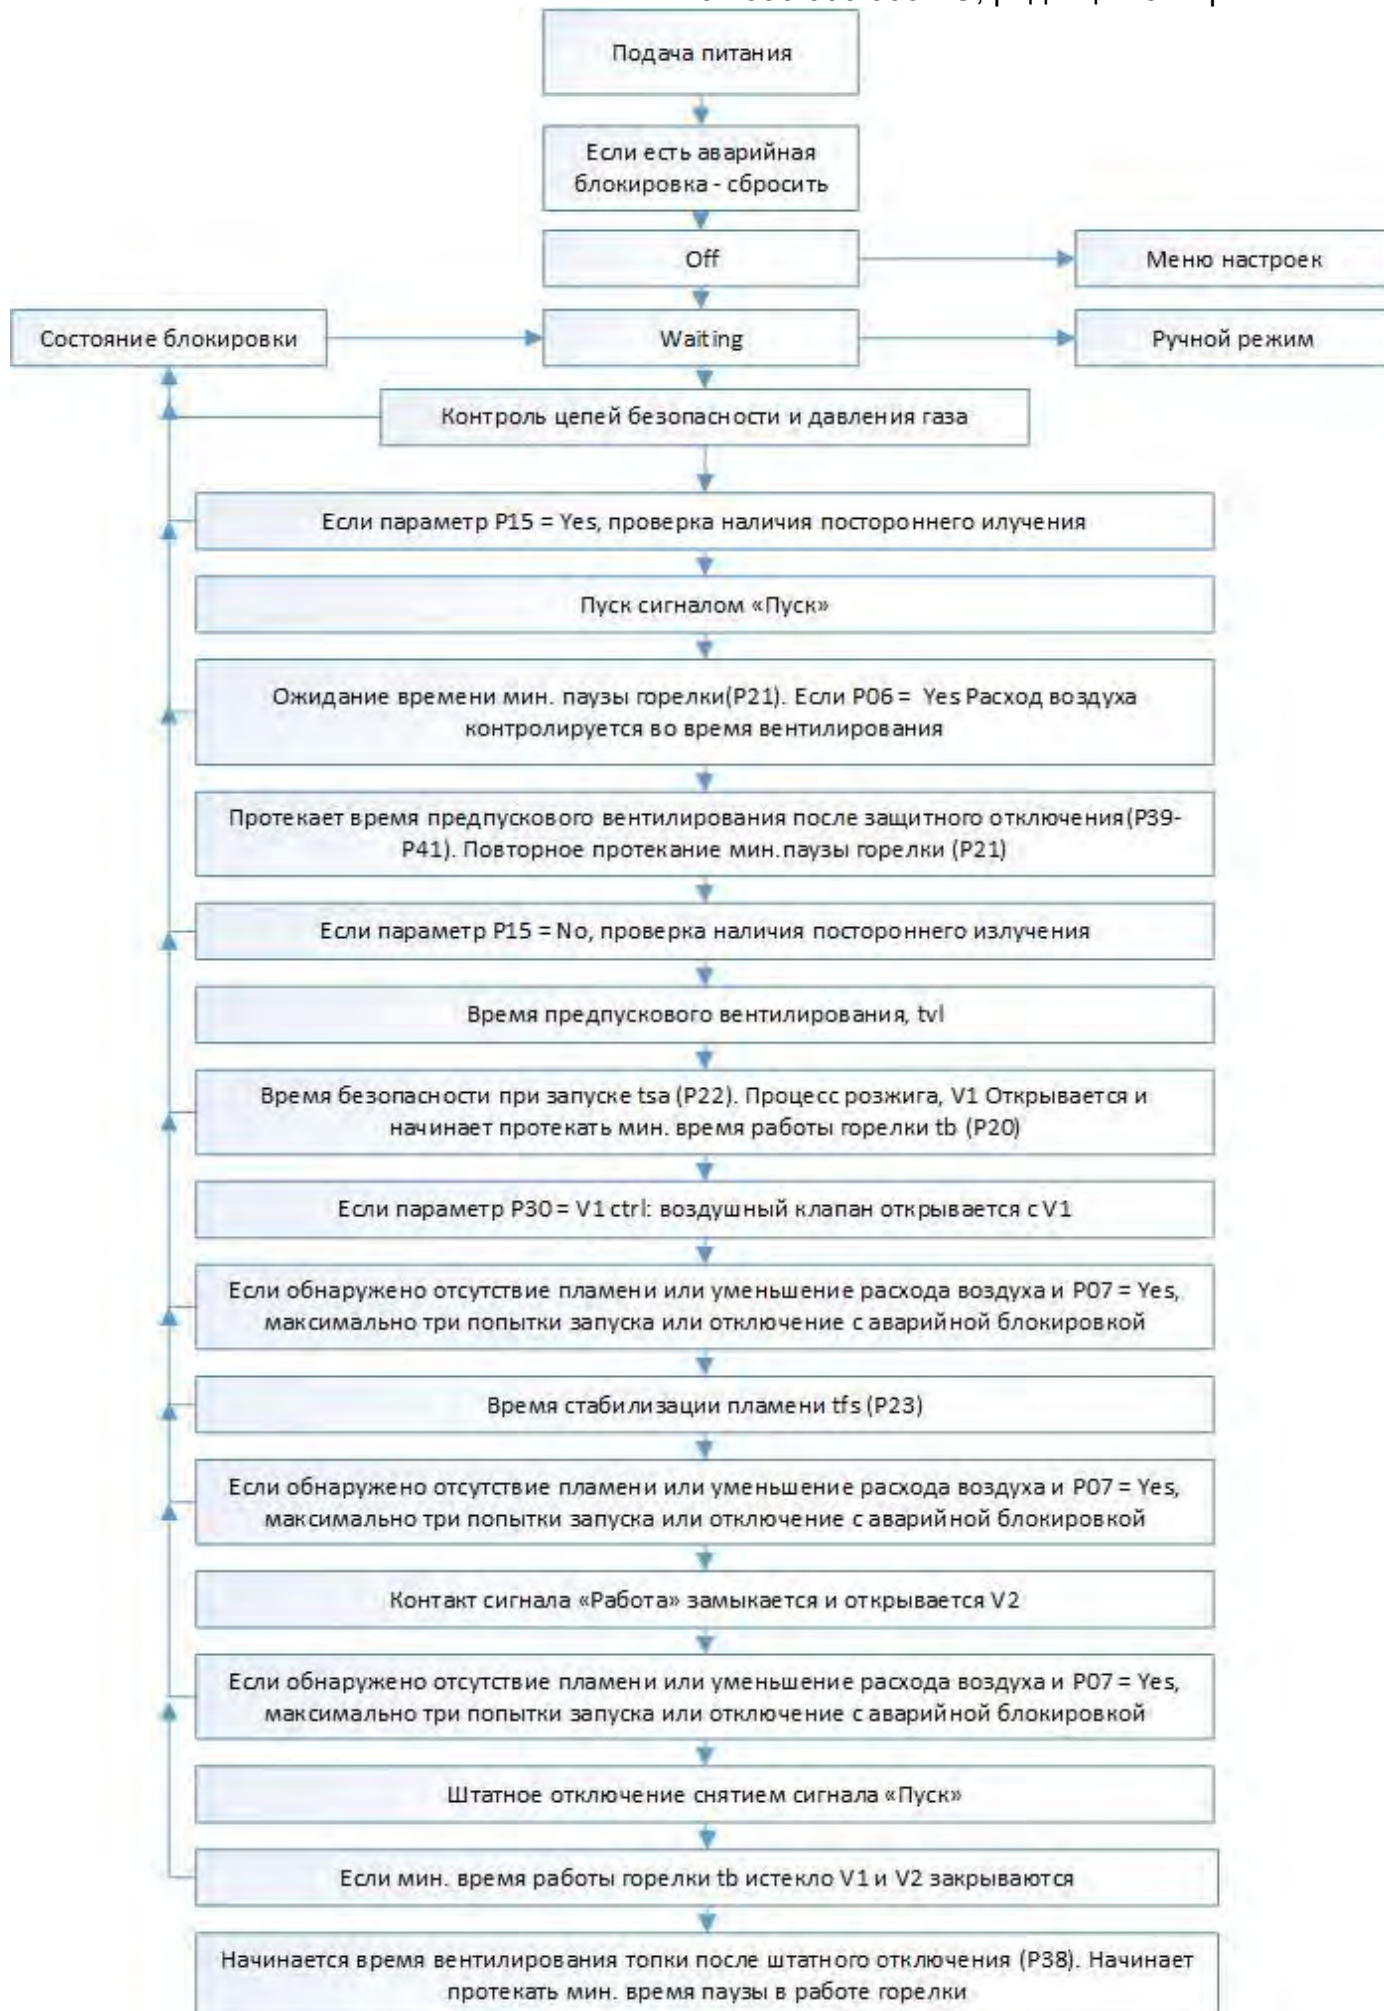 Подача питания
Если есть аварийная
блокировка - сбросить
Off
Меню настроек
Состояние блокировки
Waiting
Ручной режим
Контроль цепей безопасности и давления газа
Если параметр P15 = Yes, проверка наличия постороннего илучения
Пуск сигналом «Пуск»
Ожидание времени мин. паузы горелки(P21). Если P06 = Yes Расход воздуха
контролируется во время вентилирования
Протекает время предпускового вентилирования после защитного отключения(P39-
P41). Повторное протекание мин.паузы горелки (P21)
Если параметр P15 = No, проверка наличия постороннего излучения
Время предпускового вентилирования, tvl
Время безопасности при запуске tsa (P22). Процесс розжига, V1 Открывается и
начинает протекать мин. время работы горелки tb (P20)
Если параметр P30 = V1 ctrl: воздушный клапан открывается с V1
Если обнаружено отсутствие пламени или уменьшение расхода воздуха и P07 = Yes,
максимально три попытки запуска или отключение с аварийной блокировкой
Время стабилизации пламени tfs (P23)
Если обнаружено отсутствие пламени или уменьшение расхода воздуха и P07 = Yes,
максимально три попытки запуска или отключение с аварийной блокировкой
Контакт сигнала «Работа» замыкается и открывается V2
Если обнаружено отсутствие пламени или уменьшение расхода воздуха и P07 = Yes,
максимально три попытки запуска или отключение с аварийной блокировкой
Штатное отключение снятием сигнала «Пуск»
Если мин. время работы горелки tb истекло V1 и V2 закрываются
Начинается время вентилирования топки после штатного отключения (P38). Начинает
протекать мин. время паузы в работе горелки